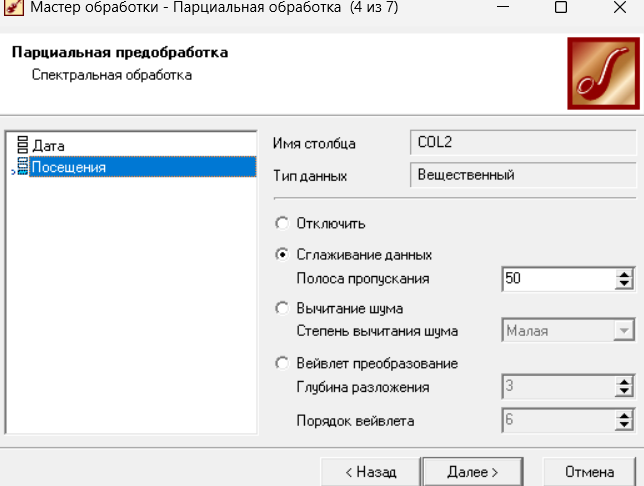 Мастер обработки - Парциальная обработка (4 из 7)
Парциальная предобработка
Спектральная обработка
Дата
Посещения
Имя столбца COL2
Тип данных Вещественный
Отключить
Сглаживание данных
Полоса пропускания 50
Вычитание шума
Степень вычитания шума Малая
Вейвлет преобразование
Глубина разложения 3
Порядок вейвлета 6
< Назад Далее > Отмена